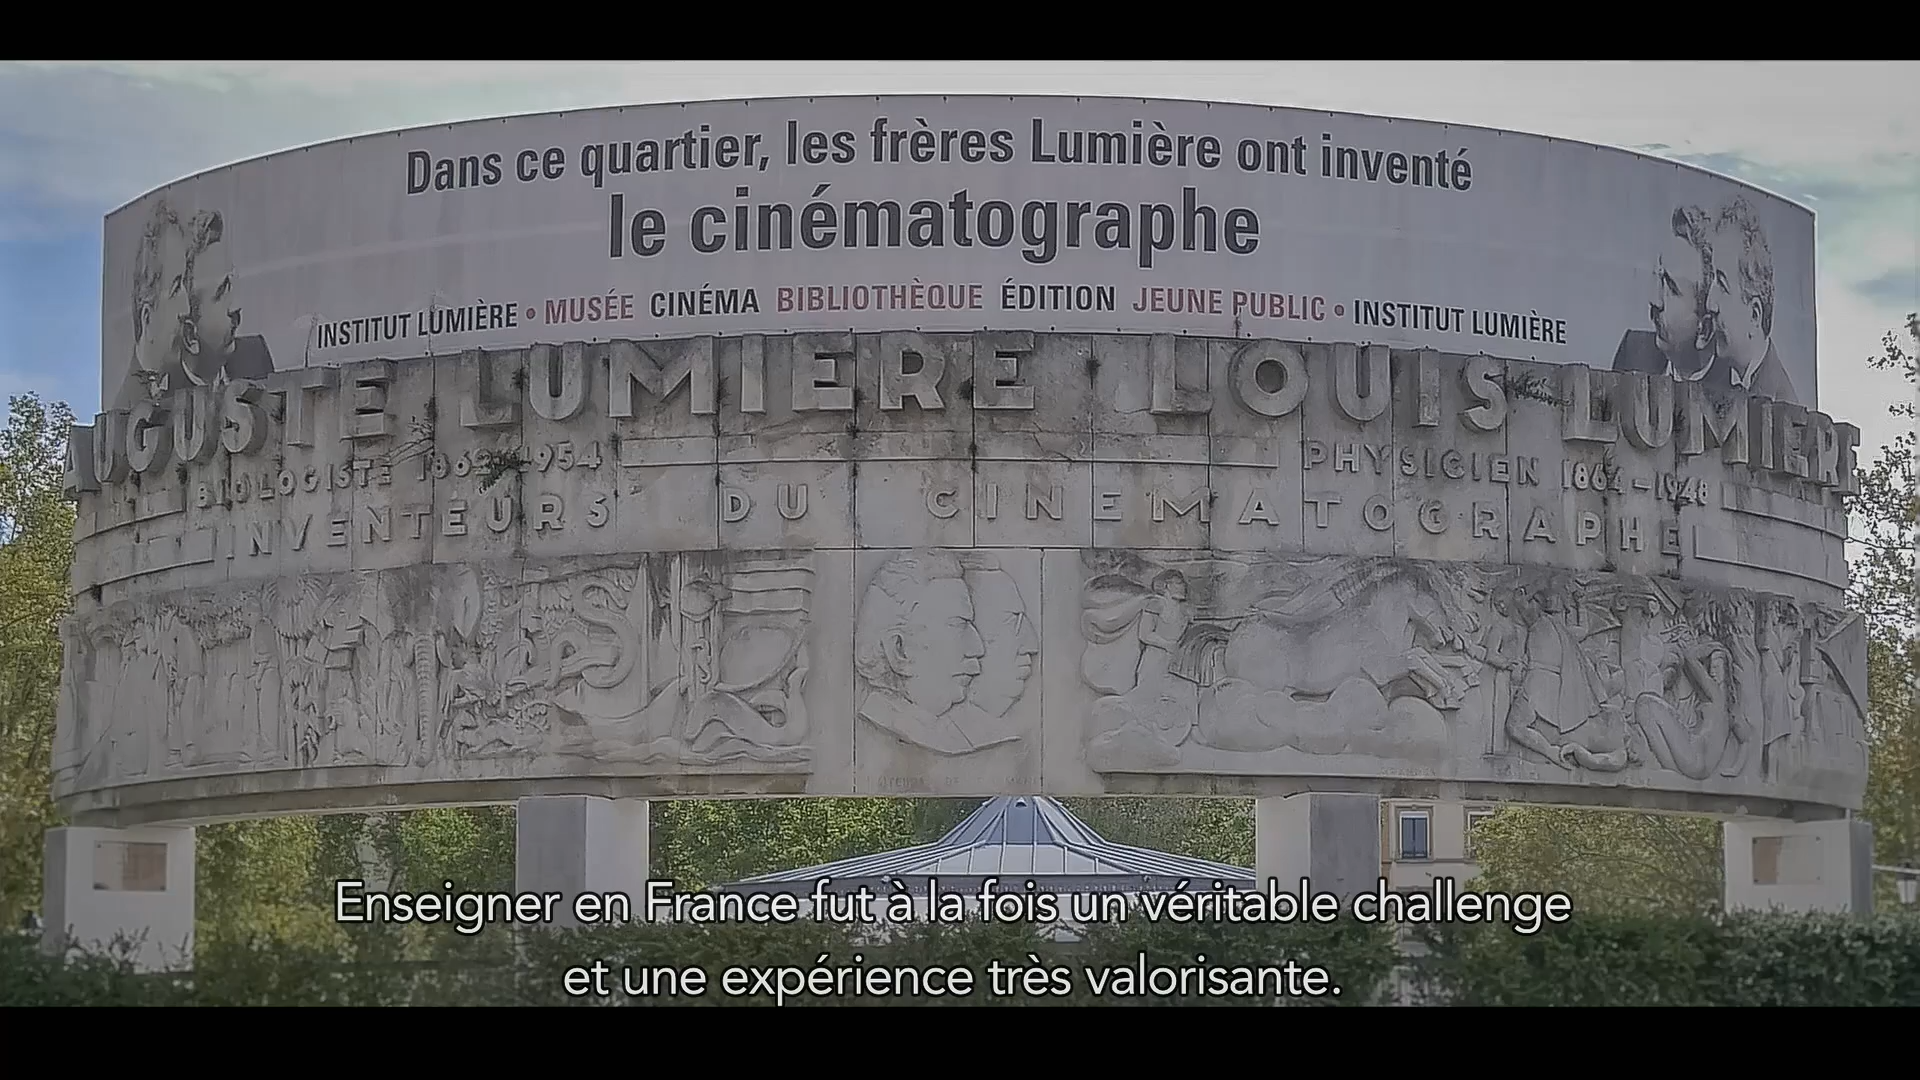 Dans ce quartier, les frères Lumière ont inventé
le cinématographe
INSTITUT LUMIÈRE • MUSÉE CINÉMA BIBLIOTHÈQUE ÉDITION JEUNE PUBLIC • INSTITUT LUMIÈRE
AUGUSTE LUMIERE LOUIS LUMIERE
BIOLOGISTE 1862-1954 PHYSICIEN 1864-1948
INVENTEURS DU CINEMATOGRAPHE
Enseigner en France fut à la fois un véritable challenge
et une expérience très valorisante.